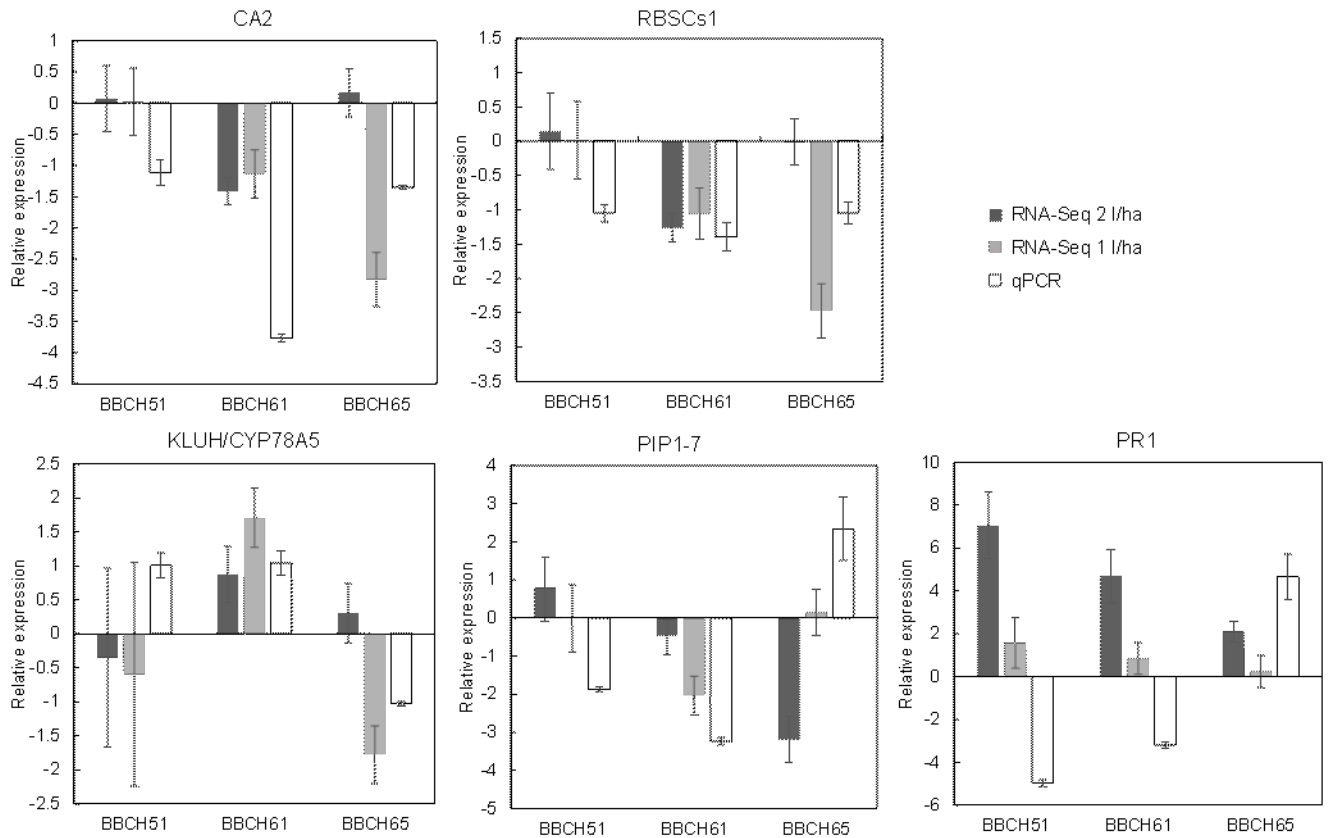 CA2
Relative expression
1
0.5
0
-0.5
-1
-1.5
-2
-2.5
-3
-3.5
-4
-4.5
BBCH51
BBCH61
BBCH65
RBSCs1
Relative expression
1.5
1
0.5
0
-0.5
-1
-1.5
-2
-2.5
-3
-3.5
BBCH51
BBCH61
BBCH65
RNA-Seq 2 l/ha
RNA-Seq 1 l/ha
qPCR
KLUH/CYP78A5
Relative expression
2.5
2
1.5
1
0.5
0
-0.5
-1
-1.5
-2
-2.5
BBCH51
BBCH61
BBCH65
PIP1-7
Relative expression
4
3
2
1
0
-1
-2
-3
-4
-5
BBCH51
BBCH61
BBCH65
PR1
Relative expression
10
8
6
4
2
0
-2
-4
-6
BBCH51
BBCH61
BBCH65